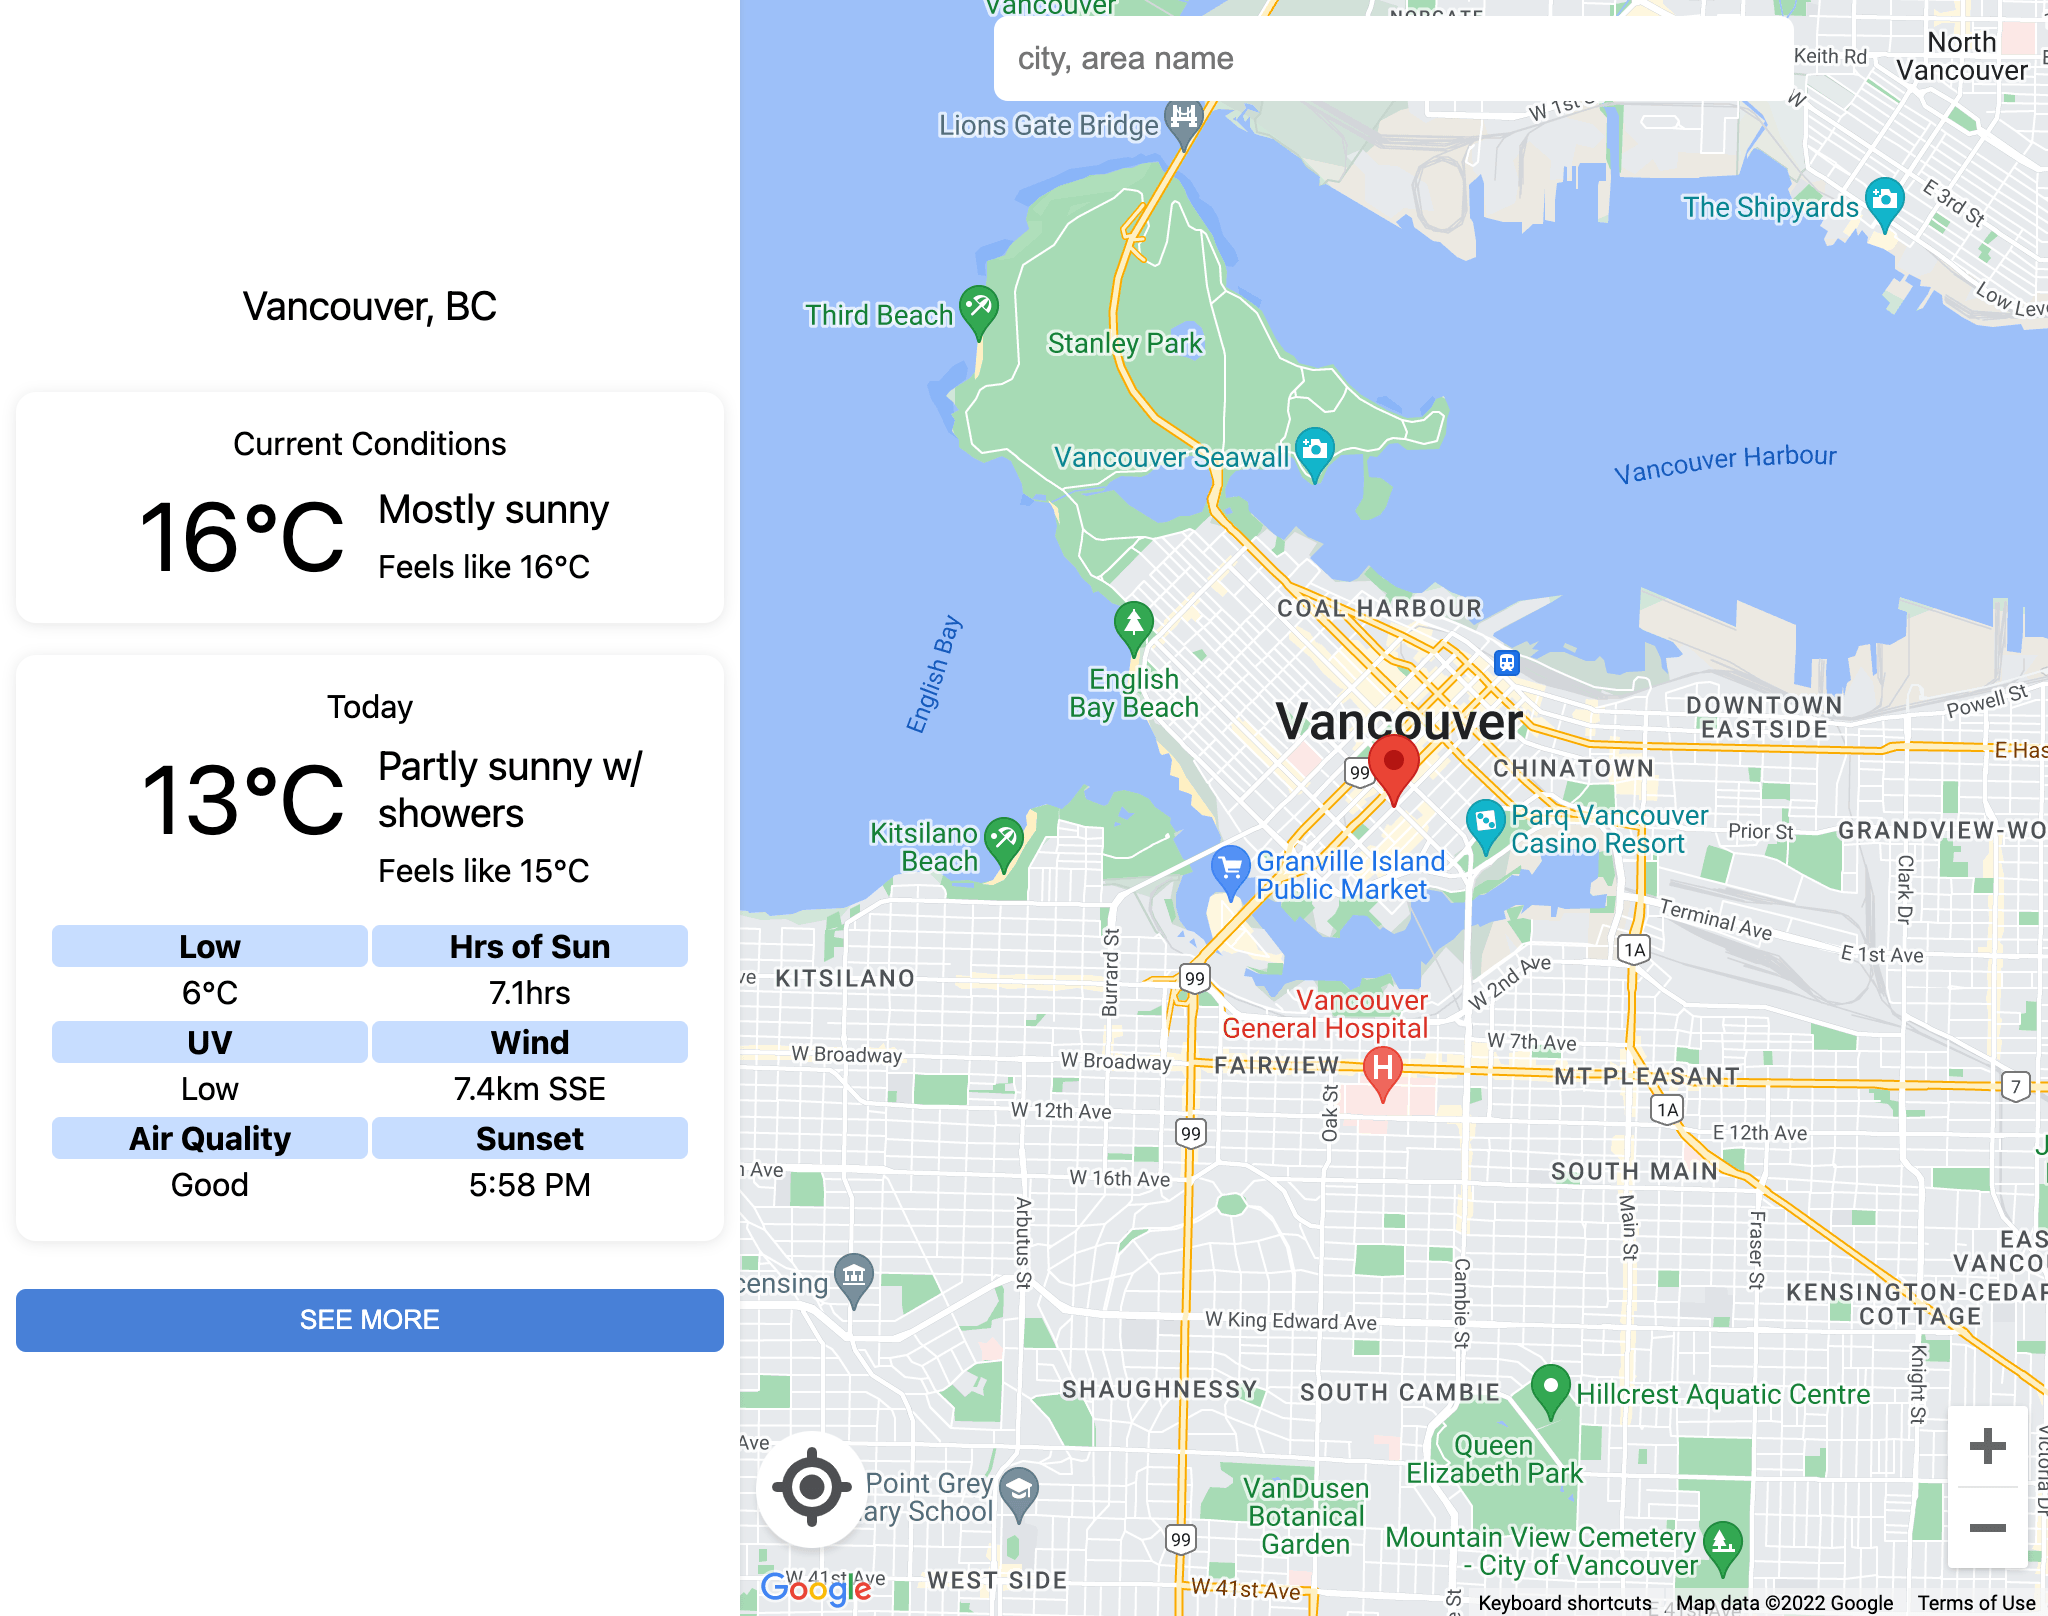 Vancouver, BC
Current Conditions
16°C
Mostly sunny
Feels like 16°C
Today
13°C
Partly sunny w/
showers
Feels like 15°C
Low
Hrs of Sun
6°C
7.1hrs
UV
Wind
Low
7.4km SSE
Air Quality
Sunset
Good
5:58 PM
SEE MORE
Vancouver
city, area name
Keith Rd
North
Vancouver
W 1st
Lions Gate Bridge
The Shipyards
E 3rd St
Low Leve
Third Beach
Stanley Park
Vancouver Seawall
Vancouver Harbour
English Bay
COAL HARBOUR
English
Bay Beach
Vancouver
DOWNTOWN
EASTSIDE
Powell St
E Has
99
CHINATOWN
Parq Vancouver
Casino Resort
Prior St
GRANDVIEW-WO
Kitsilano
Beach
Granville Island
Public Market
Clark Dr
Terminal Ave
1A
E 1st Ave
Burrard St
KITSILANO
99
W 2nd Ave
Vancouver
General Hospital
W 7th Ave
W Broadway
W Broadway
FAIRVIEW
H
MT PLEASANT
7
W 12th Ave
Oak St
1A
E 12th Ave
99
Ave
W 16th Ave
SOUTH MAIN
Arbutus St
Main St
Fraser St
EAS
VANCOU
censing
Cambie St
KENSINGTON-CEDAR
COTTAGE
W King Edward Ave
Knight St
SHAUGHNESSY
SOUTH CAMBIE
Hillcrest Aquatic Centre
Ave
Queen
Elizabeth Park
Victoria Dr
Point Grey
ary School
VanDusen
Botanical
Garden
99
Mountain View Cemetery
- City of Vancouver
W 41st Ave
Google
WEST SIDE
W 41st Ave
E 41st Ave
Keyboard shortcuts
Map data ©2022 Google
Terms of Use